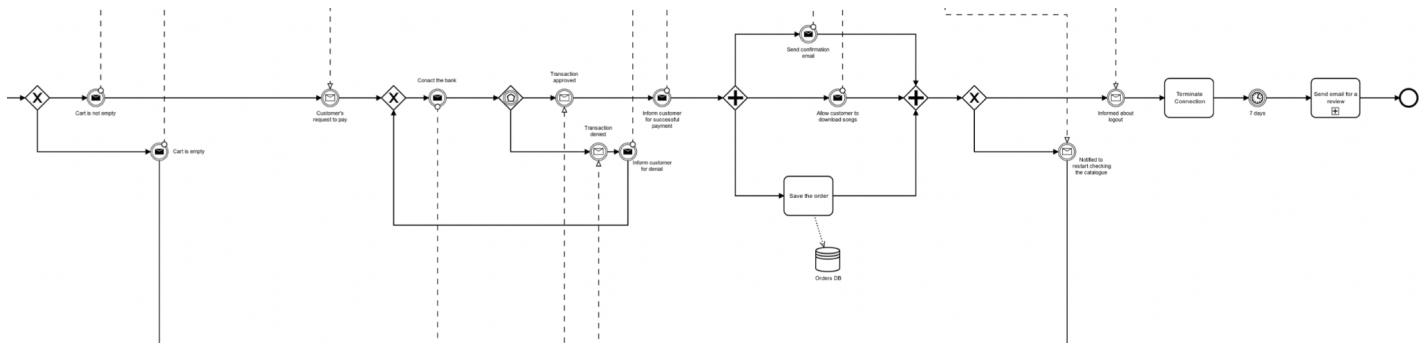 Cart is not empty
Cart is empty
Customer's
request to pay
Conact the bank
Transaction
approved
Transaction
denied
Inform customer
for denial
Inform customer
for successful
payment
Send confirmation
email
Allow customer to
download songs
Save the order
Orders DB
Notified to
restart checking
the catalogue
Informed about
logout
Terminate
Connection
7 days
Send email for a
review